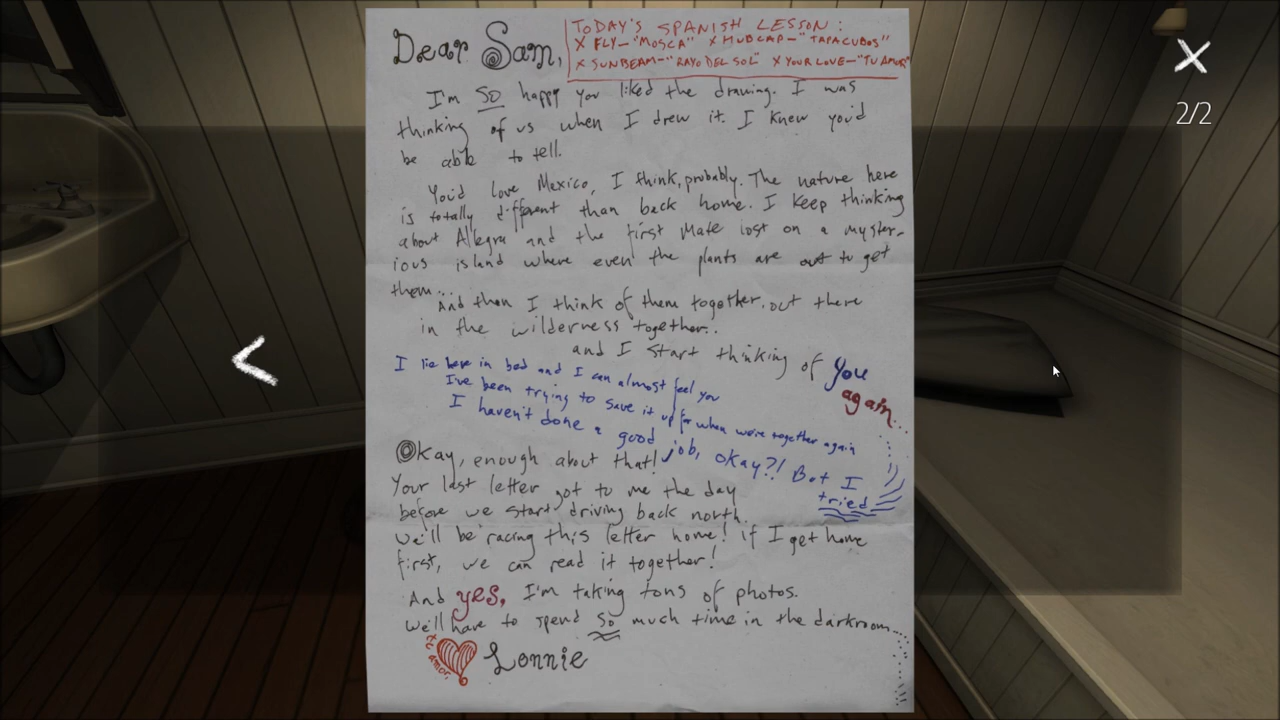 Dear Sam,
TODAY'S SPANISH LESSON:
x FLY—"MOSCA" x HUBCAP—"TAPACUBOS"
x SUNBEAM—"RAYO DEL SOL" x YOUR LOVE—"TU AMOR"
I'm SO happy you liked the drawing. I was
thinking of us when I drew it. I knew you'd
be able to tell.
You'd love Mexico, I think, probably. The nature here
is totally different than back home. I keep thinking
about Allegra and the first Mate lost on a myster-
ious island where even the plants are out to get
them...
And then I think of them together. out there
in the wilderness together..
and I start thinking of you
again...
I lie here in bed and I can almost feel you
I've been trying to save it up for when we're together again
I haven't done a good job, okay?! But I
tried
Okay, enough about that!
Your last letter got to me the day
before we start driving back north.
We'll be racing this letter home! if I get home
first, we can read it together!
And yes, I'm taking tons of photos.
We'll have to spend So much time in the darkroom...
tu amor,
Lonnie
2/2